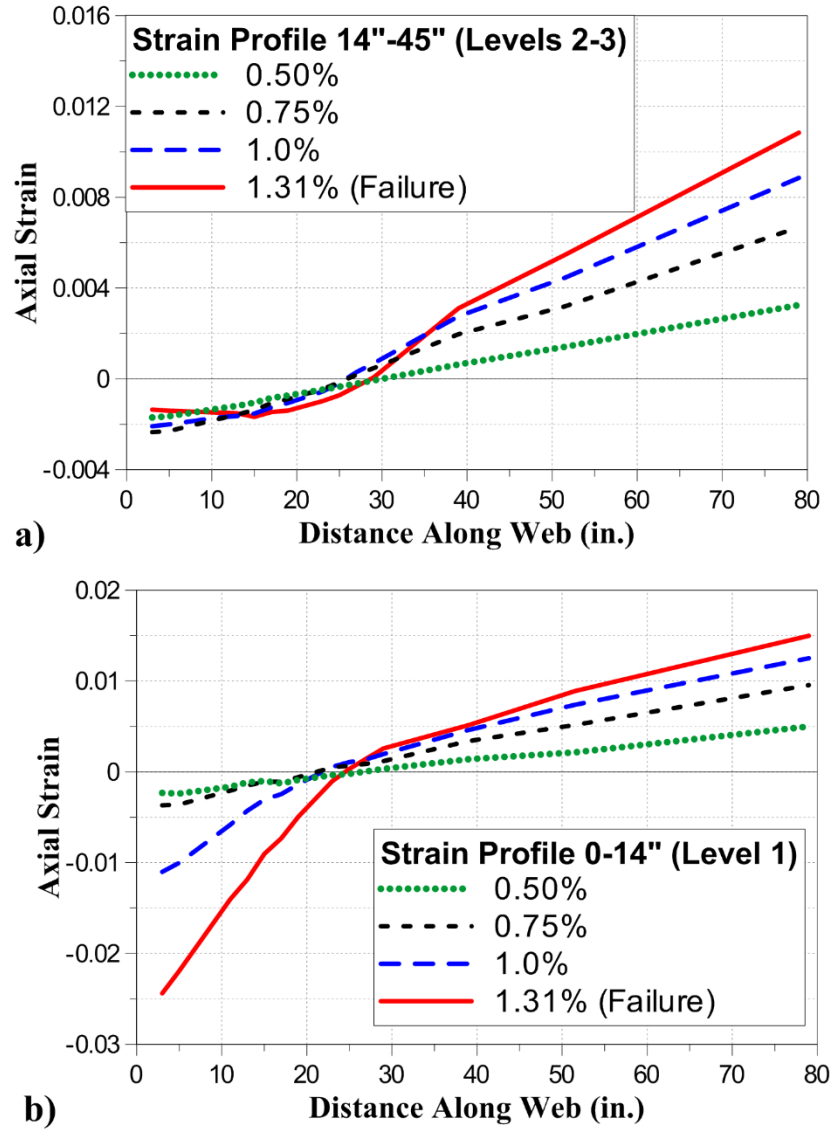 0.016
Strain Profile 14"-45" (Levels 2-3)
0.50%
0.75%
1.0%
1.31% (Failure)
0.012
0.008
0.004
0
-0.004
Axial Strain
0 10 20 30 40 50 60 70 80
Distance Along Web (in.)
a)
0.02
0.01
0
-0.01
-0.02
-0.03
Axial Strain
Strain Profile 0-14" (Level 1)
0.50%
0.75%
1.0%
1.31% (Failure)
0 10 20 30 40 50 60 70 80
Distance Along Web (in.)
b)